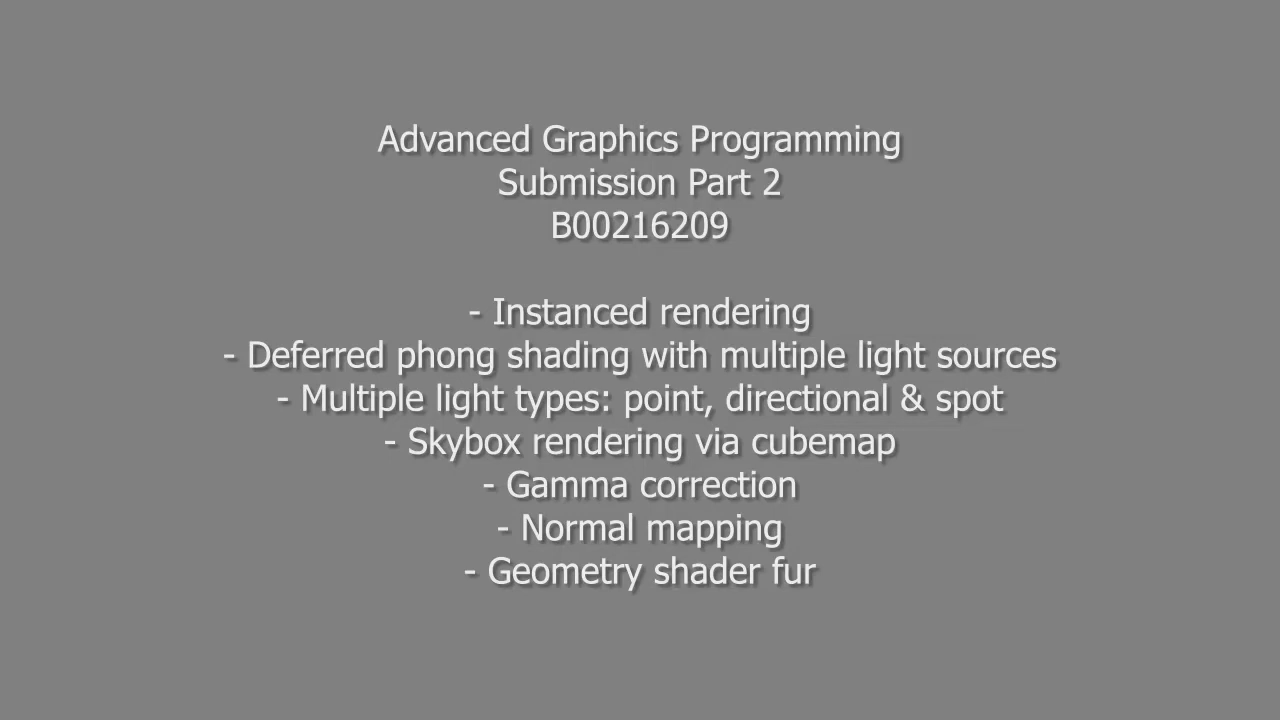 Advanced Graphics Programming
Submission Part 2
B00216209
- Instanced rendering
- Deferred phong shading with multiple light sources
- Multiple light types: point, directional & spot
- Skybox rendering via cubemap
- Gamma correction
- Normal mapping
- Geometry shader fur